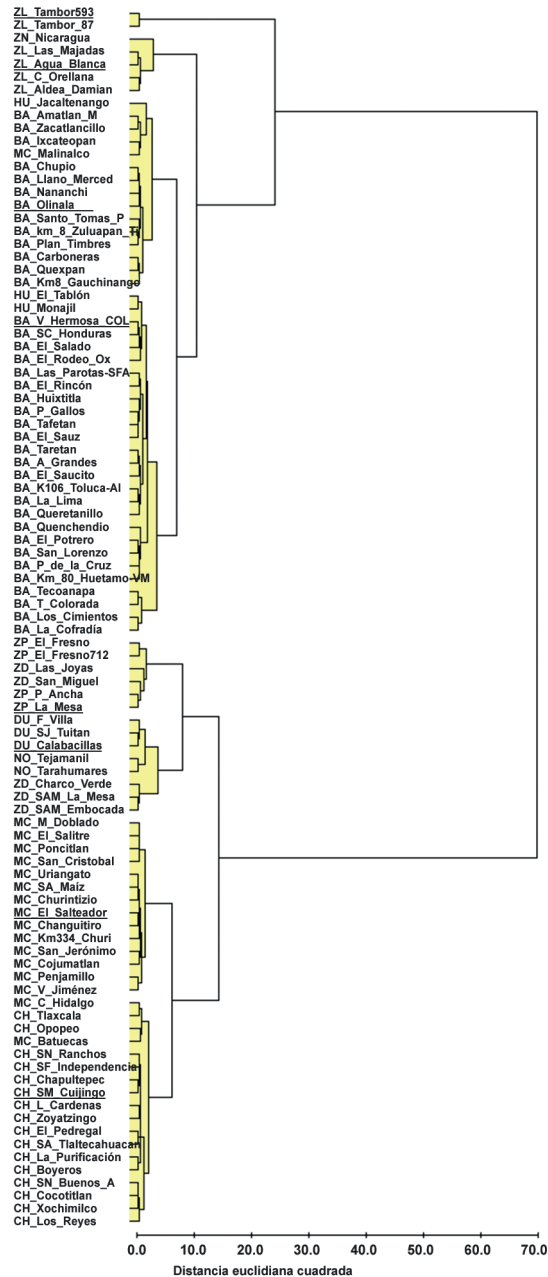 ZL_Tambor593
ZL_Tambor_87
ZN_Nicaragua
ZL_Las_Majadas
ZL_Agua_Blanca
ZL_C_Orellana
ZL_Aldea_Damian
HU_Jacaltenango
BA_Amatlan_M
BA_Zacatlancillo
BA_Ixcateopan
MC_Malinalco
BA_Chupio
BA_Llano_Merced
BA_Nananchi
BA_Olinala
BA_Santo_Tomas_P
BA_km_8_Zuluapan_Ti
BA_Plan_Timbres
BA_Carboneras
BA_Quexpan
BA_Km8_Gauchinango
HU_El_Tablón
HU_Monajil
BA_V_Hermosa_COL
BA_SC_Honduras
BA_El_Salado
BA_El_Rodeo_Ox
BA_Las_Parotas-SFA
BA_El_Rincón
BA_Huixtitla
BA_P_Gallos
BA_Tafetan
BA_El_Sauz
BA_Taretan
BA_A_Grandes
BA_El_Saucito
BA_K106_Toluca-Al
BA_La_Lima
BA_Queretanillo
BA_Quenchendio
BA_El_Potrero
BA_San_Lorenzo
BA_P_de_la_Cruz
BA_Km_80_Huetamo-VM
BA_Tecoanapa
BA_T_Colorada
BA_Los_Cimientos
BA_La_Cofradía
ZP_El_Fresno
ZP_El_Fresno712
ZD_Las_Joyas
ZD_San_Miguel
ZP_P_Ancha
ZP_La_Mesa
DU_F_Villa
DU_SJ_Tuitan
DU_Calabacillas
NO_Tejamanil
NO_Tarahumares
ZD_Charco_Verde
ZD_SAM_La_Mesa
ZD_SAM_Embocada
MC_M_Doblado
MC_El_Salitre
MC_Poncitlan
MC_San_Cristobal
MC_Uriangato
MC_SA_Maíz
MC_Churintizio
MC_El_Salteador
MC_Changuitiro
MC_Km334_Churi
MC_San_Jerónimo
MC_Cojumatlan
MC_Penjamillo
MC_V_Jiménez
MC_C_Hidalgo
CH_Tlaxcala
CH_Opopeo
MC_Batuecas
CH_SN_Ranchos
CH_SF_Independencia
CH_Chapultepec
CH_SM_Cuijingo
CH_L_Cardenas
CH_Zoyatzingo
CH_El_Pedregal
CH_SA_Tlaltecahuacan
CH_La_Purificación
CH_Boyeros
CH_SN_Buenos_A
CH_Cocotitlan
CH_Xochimilco
CH_Los_Reyes
0.0 10.0 20.0 30.0 40.0 50.0 60.0 70.0
Distancia euclidiana cuadrada